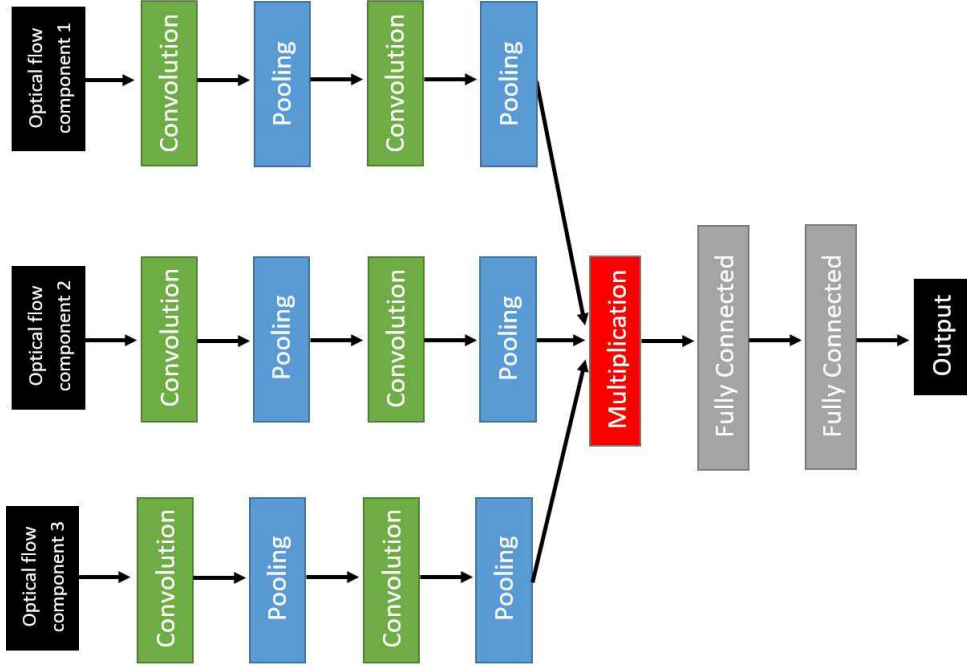 Optical flow
component 1
Convolution
Pooling
Convolution
Pooling
Optical flow
component 2
Convolution
Pooling
Convolution
Pooling
Multiplication
Fully Connected
Fully Connected
Output
Optical flow
component 3
Convolution
Pooling
Convolution
Pooling